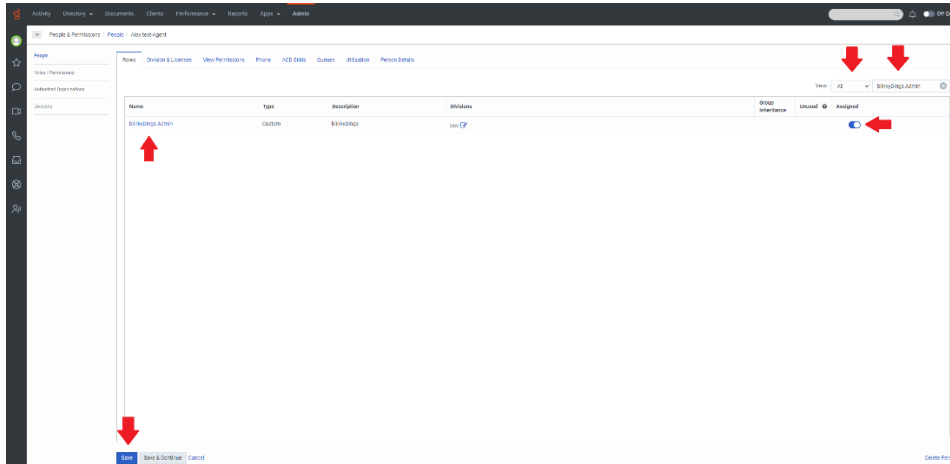 Activity Directory Documents Clients Performance Reports Apps Admin
Off Q
People & Permissions / People / Alex test-Agent
People
Roles / Permissions
Authorized Organizations
Divisions
Roles Division & Licenses View Permissions Phone ACD Skills Queues Utilization Person Details
View All BlinkyDings Admin
Name Type Description Divisions Group Inheritance Unused Assigned
BlinkyDings Admin Custom BlinkyDings
Save Save & Continue Cancel Delete Per